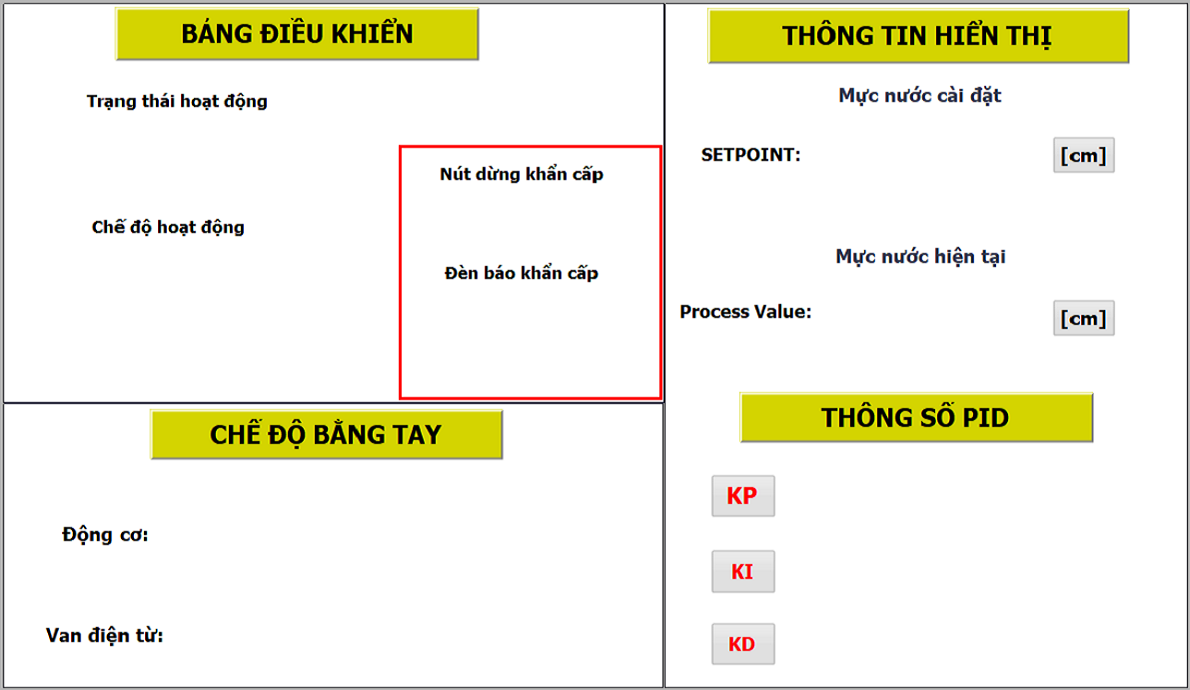 BÁNG ĐIỀU KHIỂN
Trạng thái hoạt động
Nút dừng khẩn cấp
Chế độ hoạt động
Đèn báo khẩn cấp
CHẾ ĐỘ BẰNG TAY
Động cơ:
Van điện từ:
THÔNG TIN HIỂN THỊ
Mực nước cài đặt
SETPOINT:
[cm]
Mực nước hiện tại
Process Value:
[cm]
THÔNG SỐ PID
KP
KI
KD